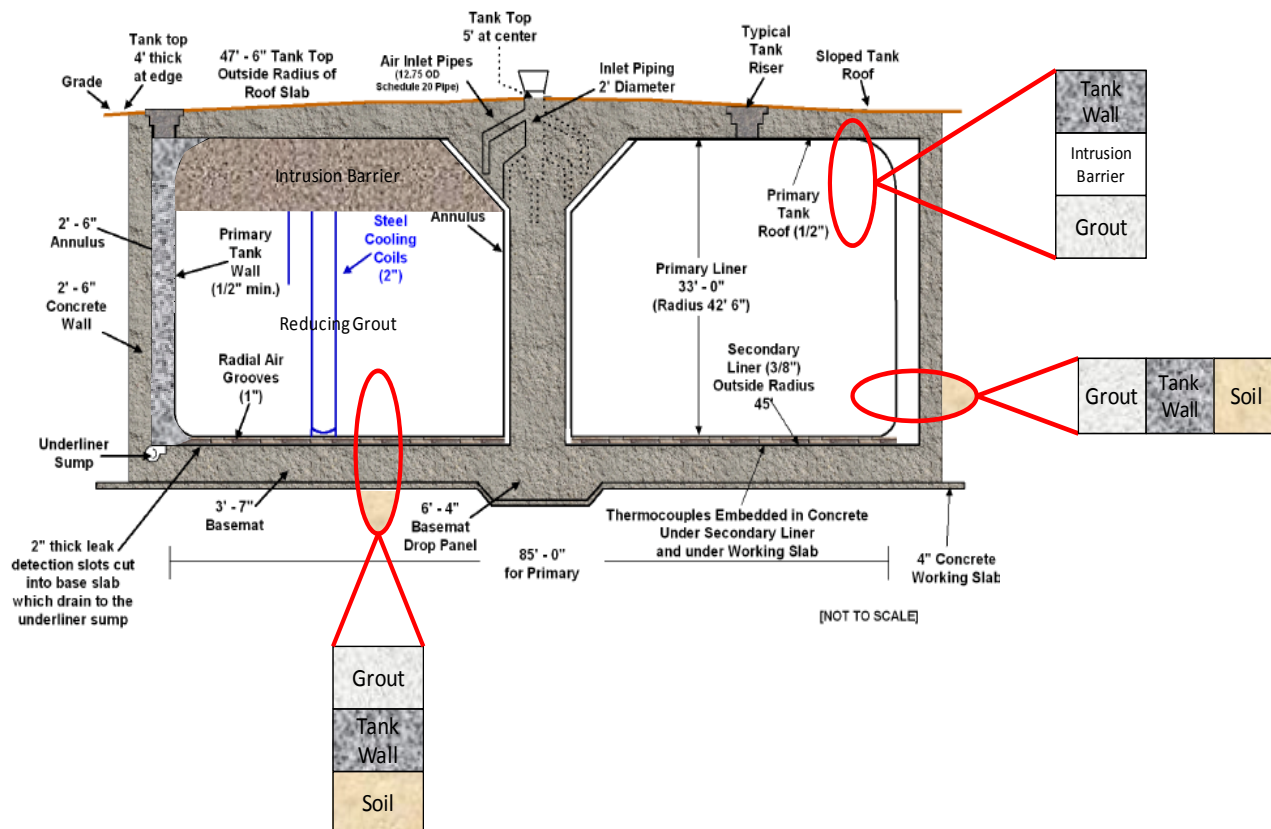 Tank Top
5' at center
Tank top
4' thick
at edge
47' - 6" Tank Top
Outside Radius of
Roof Slab
Air Inlet Pipes
(12.75 OD
Schedule 20 Pipe)
Inlet Piping
2' Diameter
Typical
Tank
Riser
Sloped Tank
Roof
Grade
Tank
Wall
Intrusion
Barrier
Grout
Intrusion Barrier
2' - 6"
Annulus
Primary
Tank
Wall
(1/2" min.)
Steel
Cooling
Coils
(2")
Annulus
Primary
Tank
Roof (1/2")
Primary Liner
33' - 0"
(Radius 42' 6")
2' - 6"
Concrete
Wall
Reducing Grout
Radial Air
Grooves
(1")
Secondary
Liner (3/8")
Outside Radius
45'
Grout
Tank
Wall
Soil
Underliner
Sump
3' - 7"
Basemat
6' - 4"
Basemat
Drop Panel
Thermocouples Embedded in Concrete
Under Secondary Liner
and under Working Slab
4" Concrete
Working Slab
2" thick leak
detection slots cut
into base slab
which drain to the
underliner sump
85' - 0"
for Primary
[NOT TO SCALE]
Grout
Tank
Wall
Soil